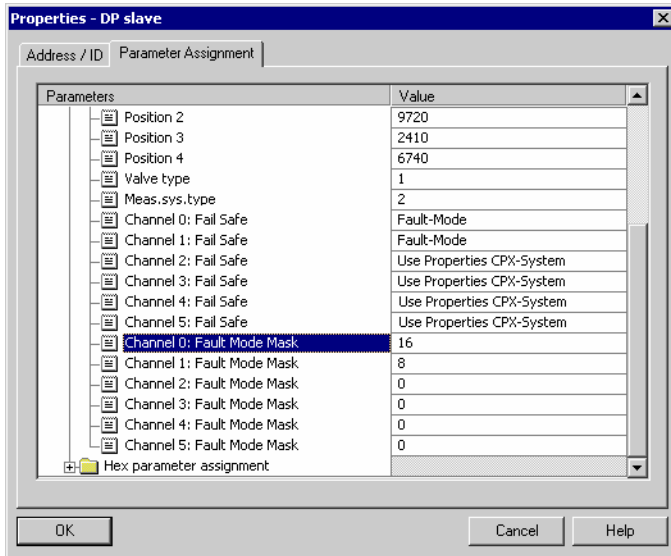 Properties - DP slave
Address / ID Parameter Assignment
Parameters Value
Position 2 9720
Position 3 2410
Position 4 6740
Valve type 1
Meas.sys.type 2
Channel 0: Fail Safe Fault-Mode
Channel 1: Fail Safe Fault-Mode
Channel 2: Fail Safe Use Properties CPX-System
Channel 3: Fail Safe Use Properties CPX-System
Channel 4: Fail Safe Use Properties CPX-System
Channel 5: Fail Safe Use Properties CPX-System
Channel 0: Fault Mode Mask 16
Channel 1: Fault Mode Mask 8
Channel 2: Fault Mode Mask 0
Channel 3: Fault Mode Mask 0
Channel 4: Fault Mode Mask 0
Channel 5: Fault Mode Mask 0
Hex parameter assignment
OK Cancel Help